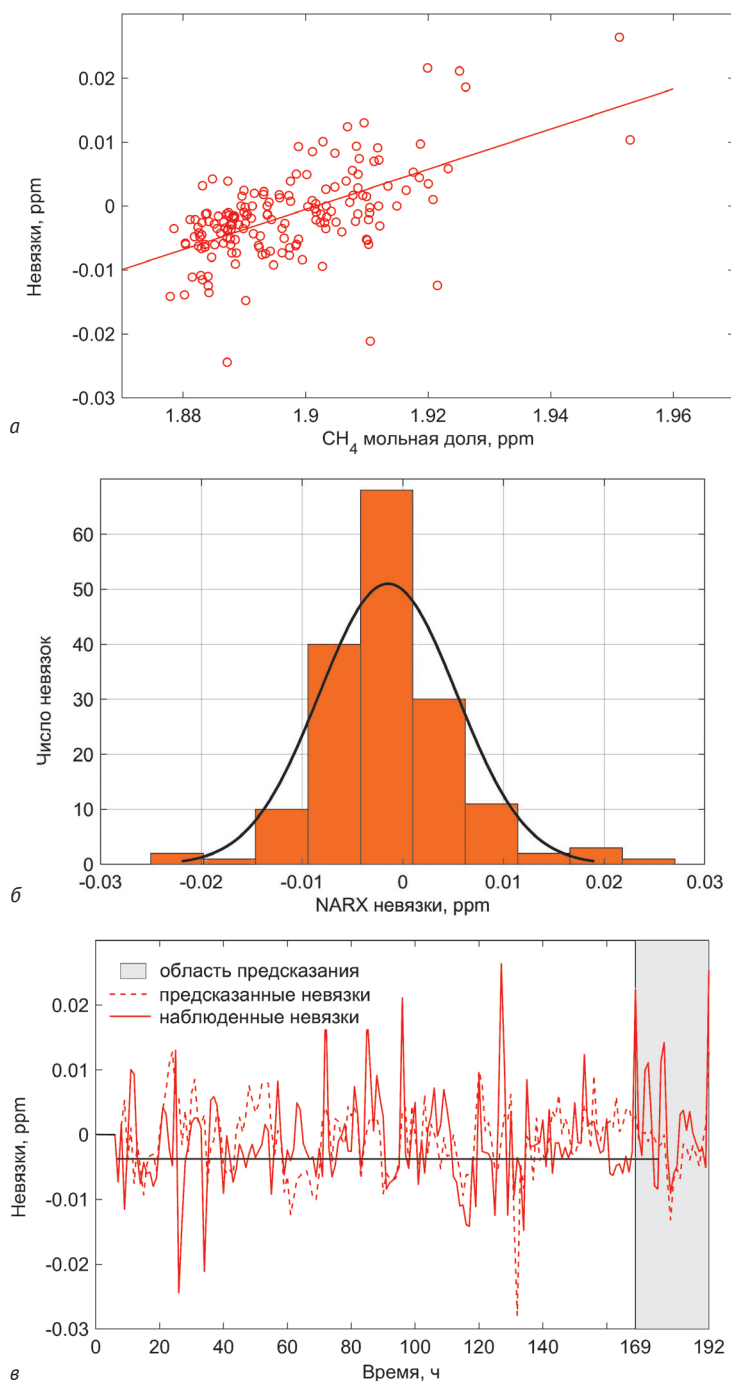 0.02
0.01
0
-0.01
-0.02
-0.03
Невязки, ppm
1.88 1.9 1.92 1.94 1.96
CH₄ мольная доля, ppm
а
60
50
40
30
20
10
0
Число невязок
-0.03 -0.02 -0.01 0 0.01 0.02 0.03
NARX невязки, ppm
б
область предсказания
предсказанные невязки
наблюденные невязки
0.02
0.01
0
-0.01
-0.02
-0.03
Невязки, ppm
0 20 40 60 80 100 120 140 169 192
Время, ч
в